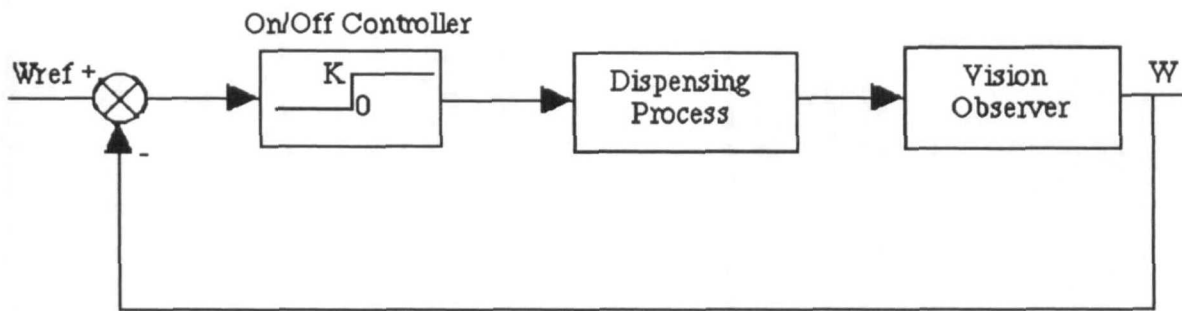 On/Off Controller
Wref +
K
0
Dispensing
Process
Vision
Observer
W
-